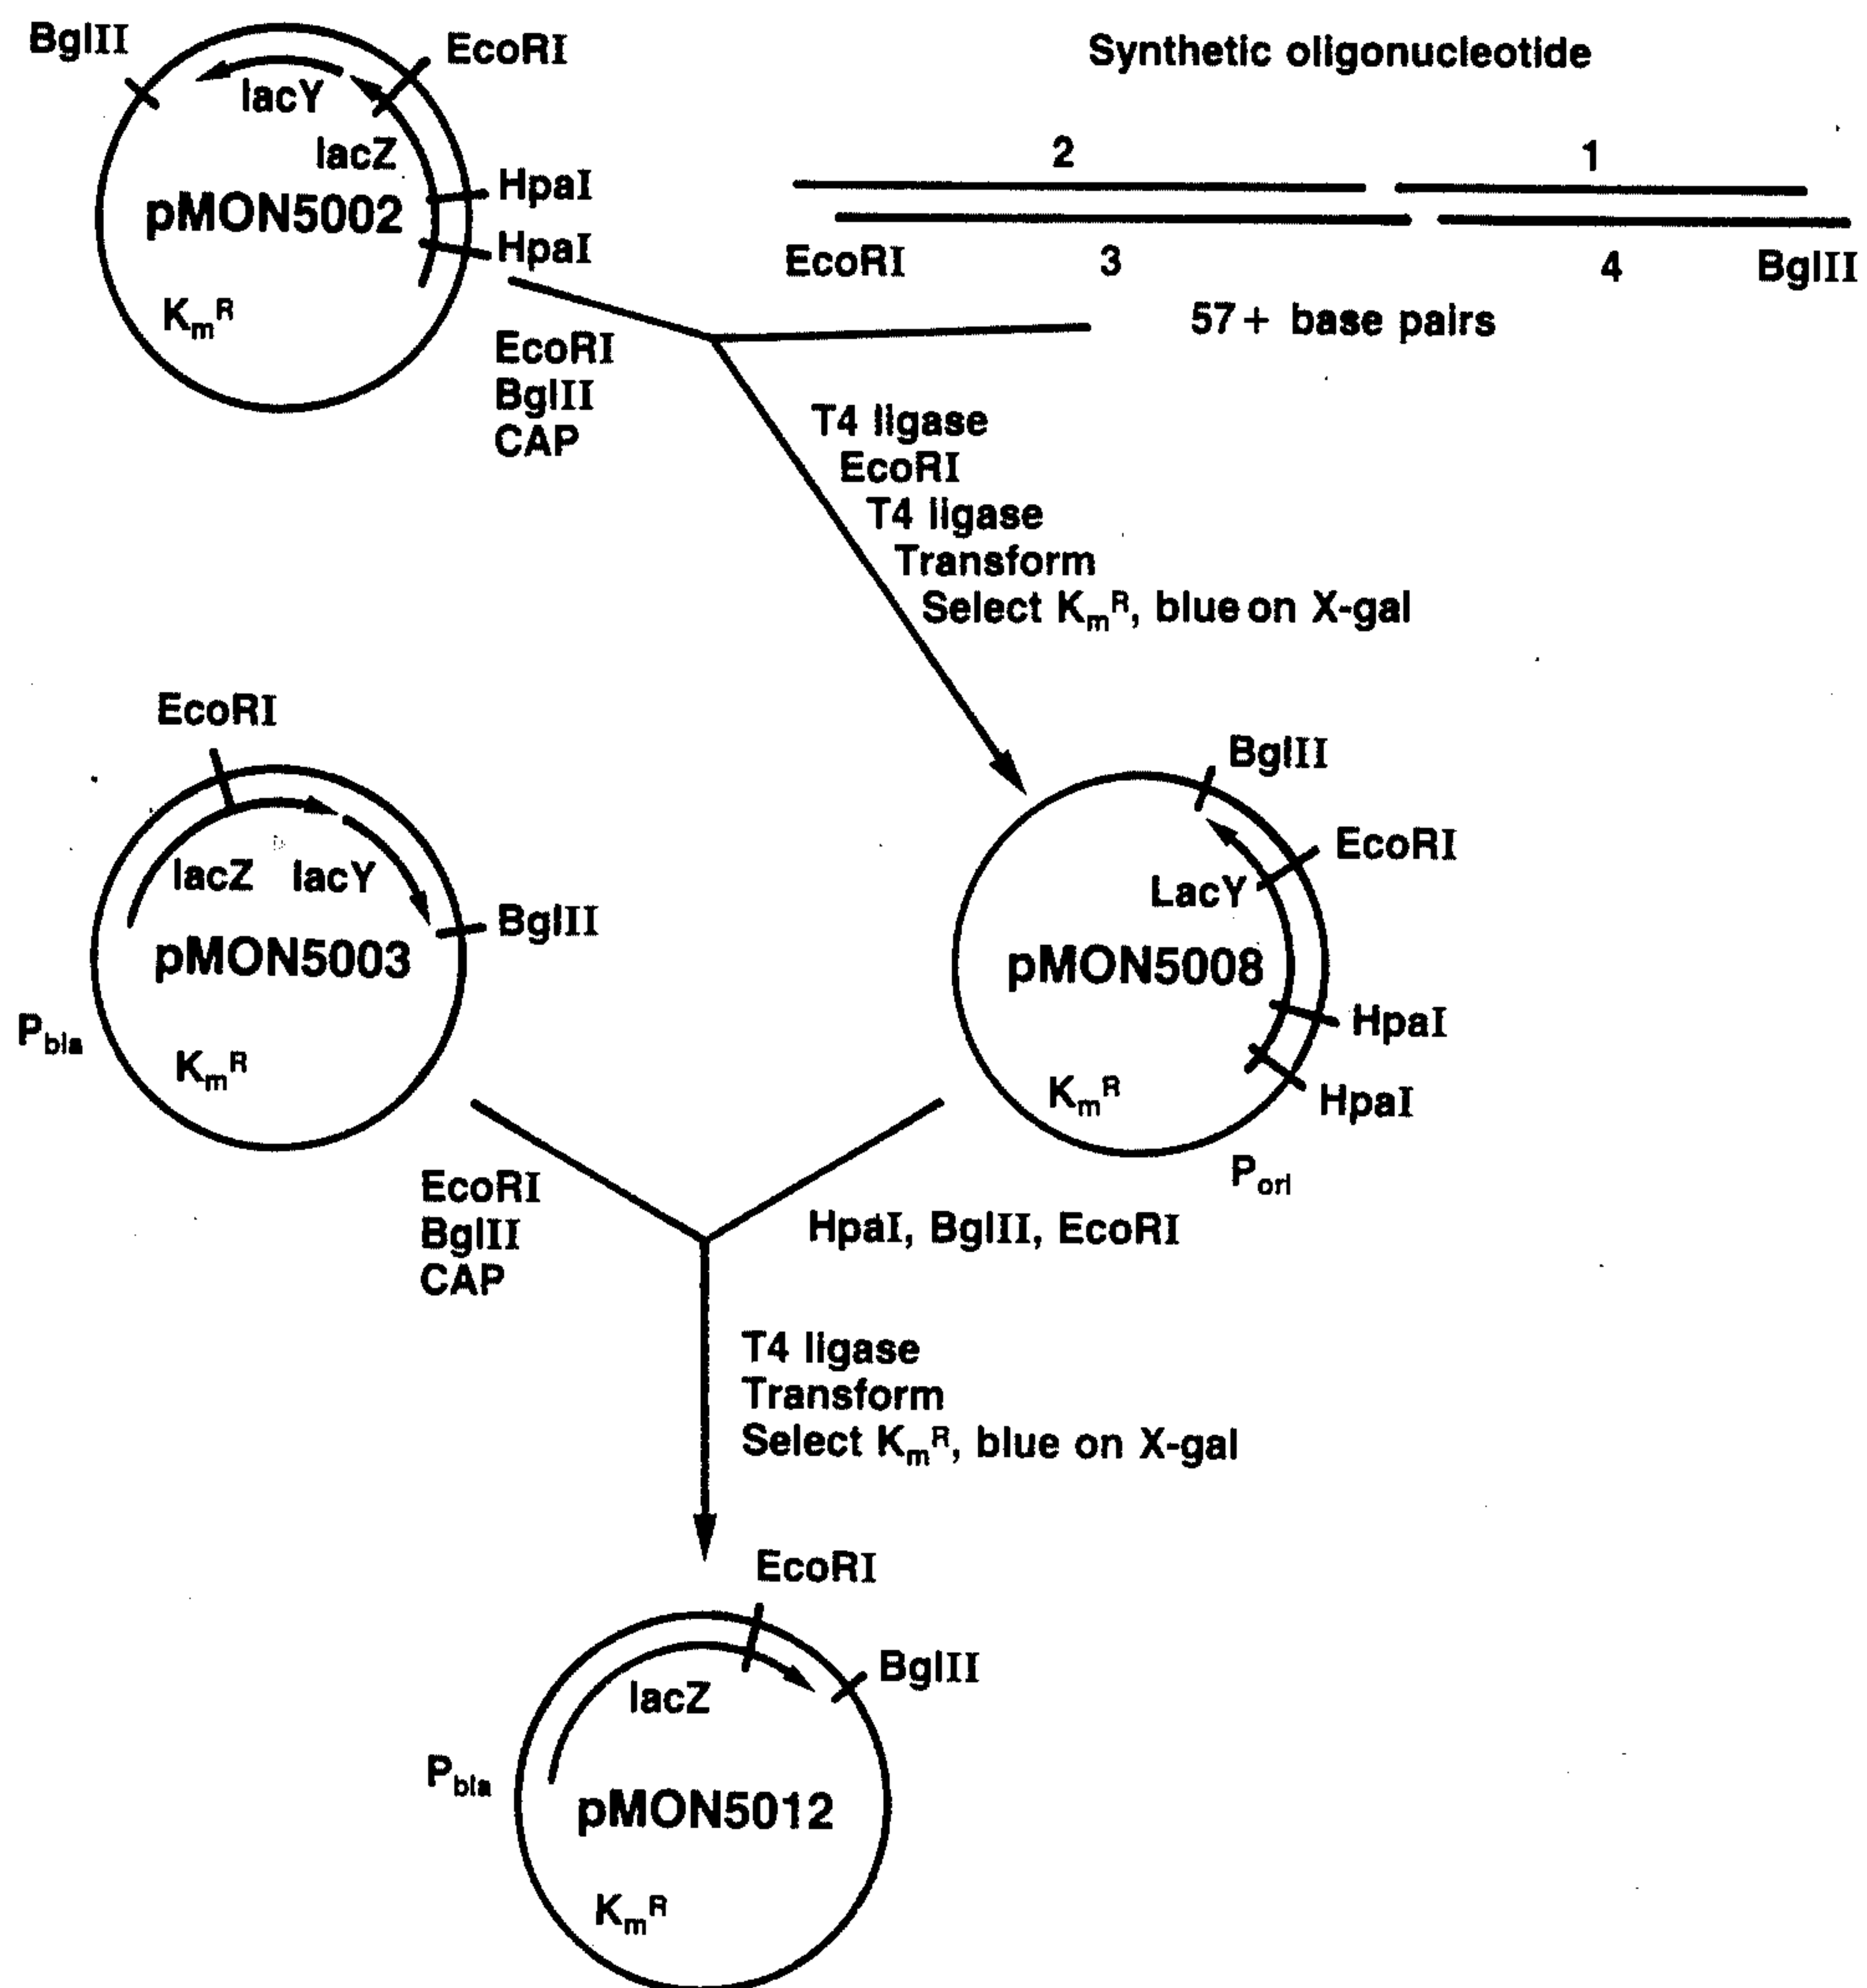 BglII
EcoRI
lacY
lacZ
HpaI
pMON5002
HpaI
KmR
Synthetic oligonucleotide
2 1
EcoRI 3 4 BglII
57+ base pairs
EcoRI
BglII
CAP
T4 ligase
EcoRI
T4 ligase
Transform
Select KmR, blue on X-gal
EcoRI
lacZ lacY
BglII
pMON5003
Pbla
KmR
BglII
EcoRI
LacY
pMON5008
HpaI
KmR
HpaI
Pori
EcoRI
BglII
CAP
HpaI, BglII, EcoRI
T4 ligase
Transform
Select KmR, blue on X-gal
EcoRI
BglII
lacZ
Pbla
pMON5012
KmR